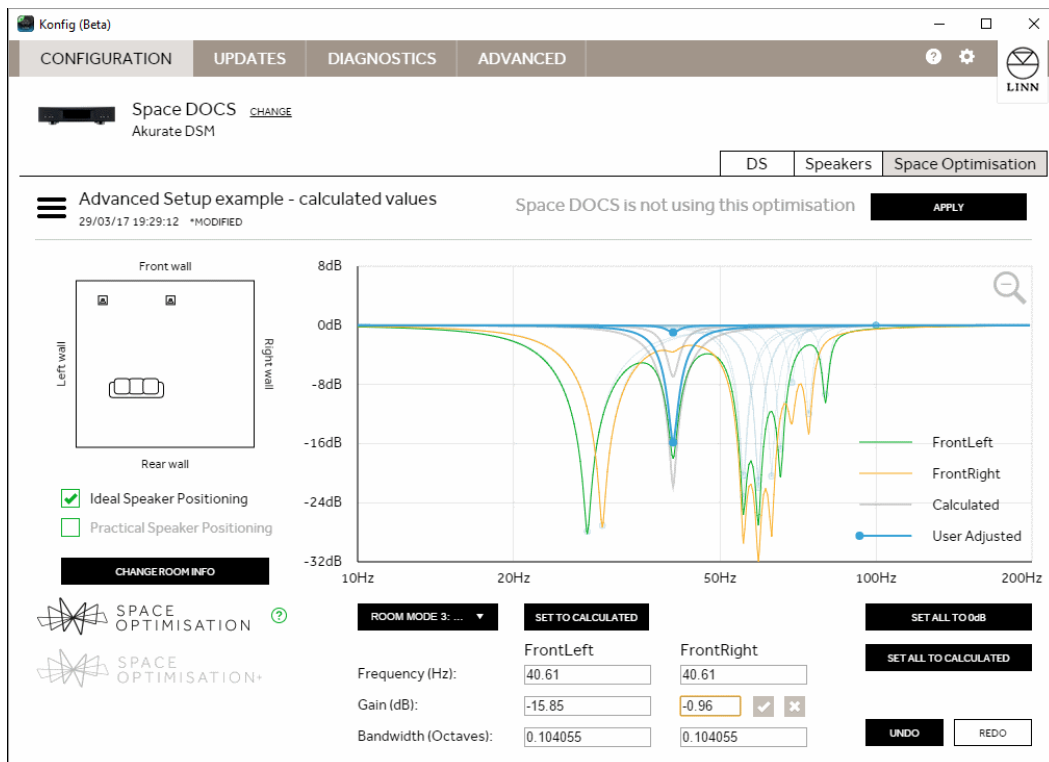 Konfig (Beta)
CONFIGURATION UPDATES DIAGNOSTICS ADVANCED ?
LINN
Space DOCS CHANGE
Akurate DSM
DS Speakers Space Optimisation
Advanced Setup example - calculated values
29/03/17 19:29:12 *MODIFIED
Space DOCS is not using this optimisation APPLY
Front wall
Left wall
Right wall
Rear wall
Ideal Speaker Positioning
Practical Speaker Positioning
CHANGE ROOM INFO
SPACE
OPTIMISATION ?
SPACE
OPTIMISATION+
8dB
0dB
-8dB
-16dB
-24dB
-32dB
10Hz 20Hz 50Hz 100Hz 200Hz
FrontLeft
FrontRight
Calculated
User Adjusted
ROOM MODE 3: ... SET TO CALCULATED SET ALL TO 0dB
SET ALL TO CALCULATED
FrontLeft FrontRight
Frequency (Hz): 40.61 40.61
Gain (dB): -15.85 -0.96
Bandwidth (Octaves): 0.104055 0.104055
UNDO REDO